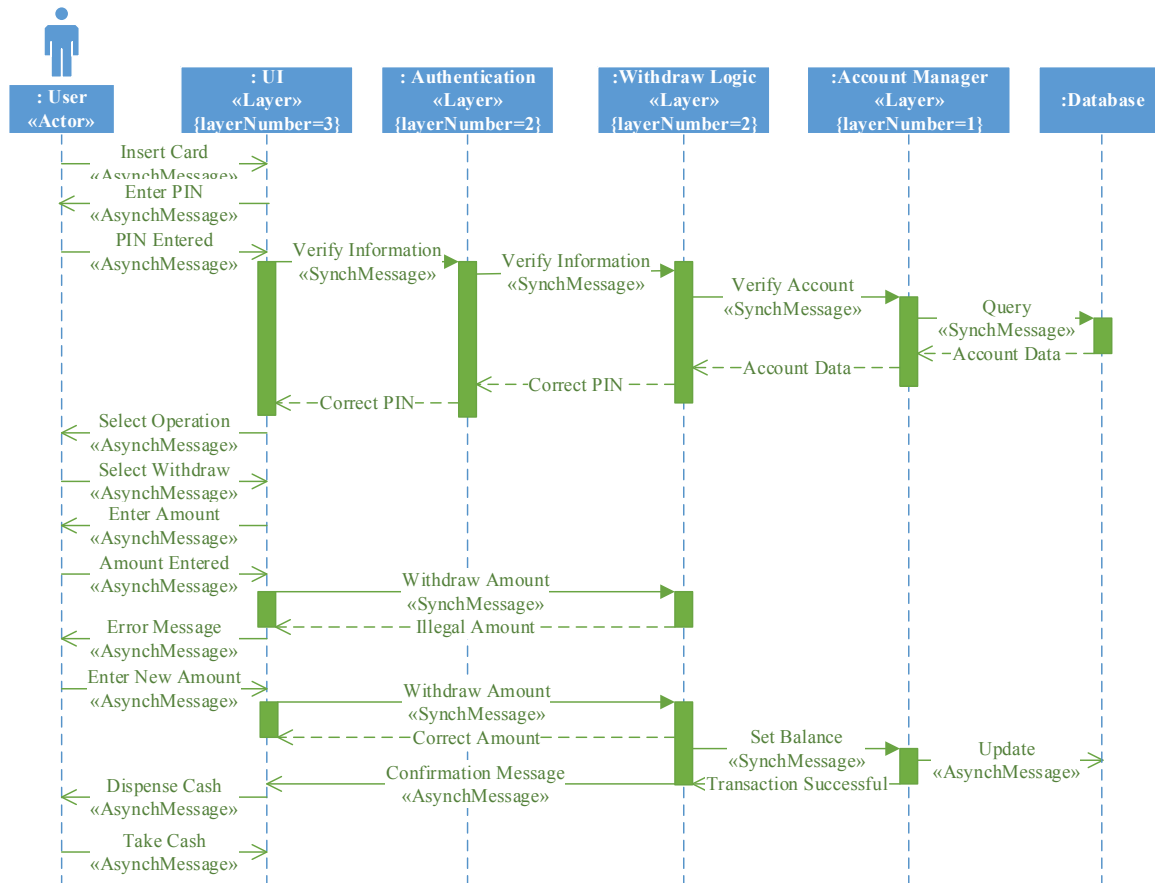 : User
«Actor»
: UI
«Layer»
{layerNumber=3}
: Authentication
«Layer»
{layerNumber=2}
:Withdraw Logic
«Layer»
{layerNumber=2}
:Account Manager
«Layer»
{layerNumber=1}
:Database
Insert Card
«AsynchMessage»
Enter PIN
«AsynchMessage»
PIN Entered
«AsynchMessage»
Verify Information
«SynchMessage»
Verify Information
«SynchMessage»
Verify Account
«SynchMessage»
Query
«SynchMessage»
Account Data
Account Data
Correct PIN
Correct PIN
Select Operation
«AsynchMessage»
Select Withdraw
«AsynchMessage»
Enter Amount
«AsynchMessage»
Amount Entered
«AsynchMessage»
Withdraw Amount
«SynchMessage»
Illegal Amount
Error Message
«AsynchMessage»
Enter New Amount
«AsynchMessage»
Withdraw Amount
«SynchMessage»
Correct Amount
Set Balance
«SynchMessage»
Update
«AsynchMessage»
Transaction Successful
Confirmation Message
«AsynchMessage»
Dispense Cash
«AsynchMessage»
Take Cash
«AsynchMessage»